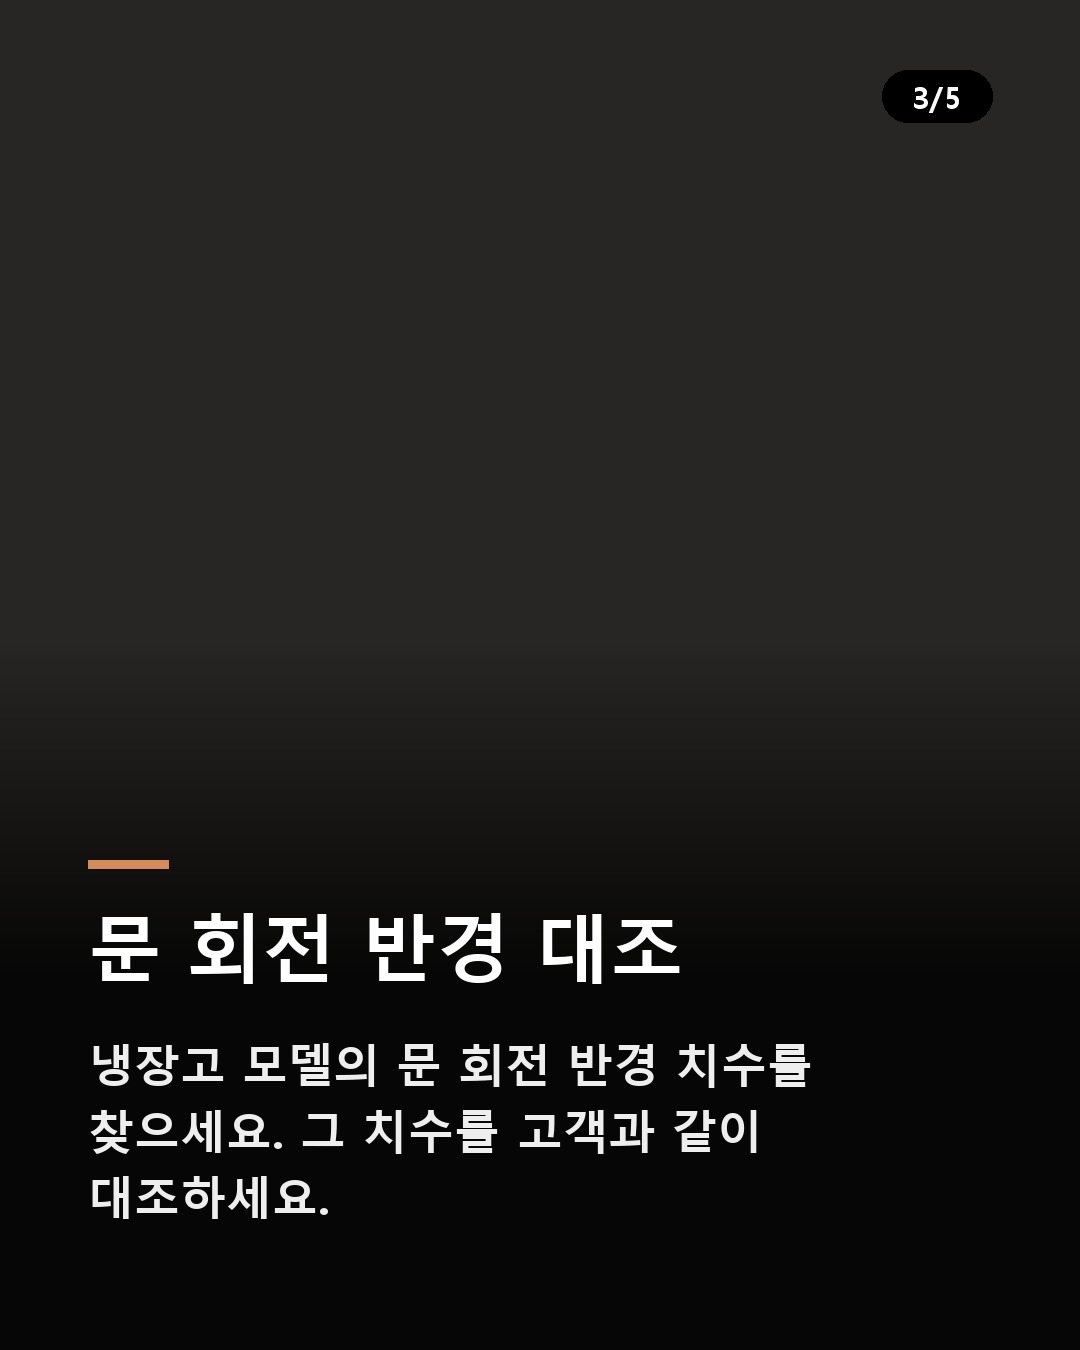 3/5
문 회전 반경 대조
냉장고 모델의 문 회전 반경 치수를
찾으세요. 그 치수를 고객과 같이
대조하세요.